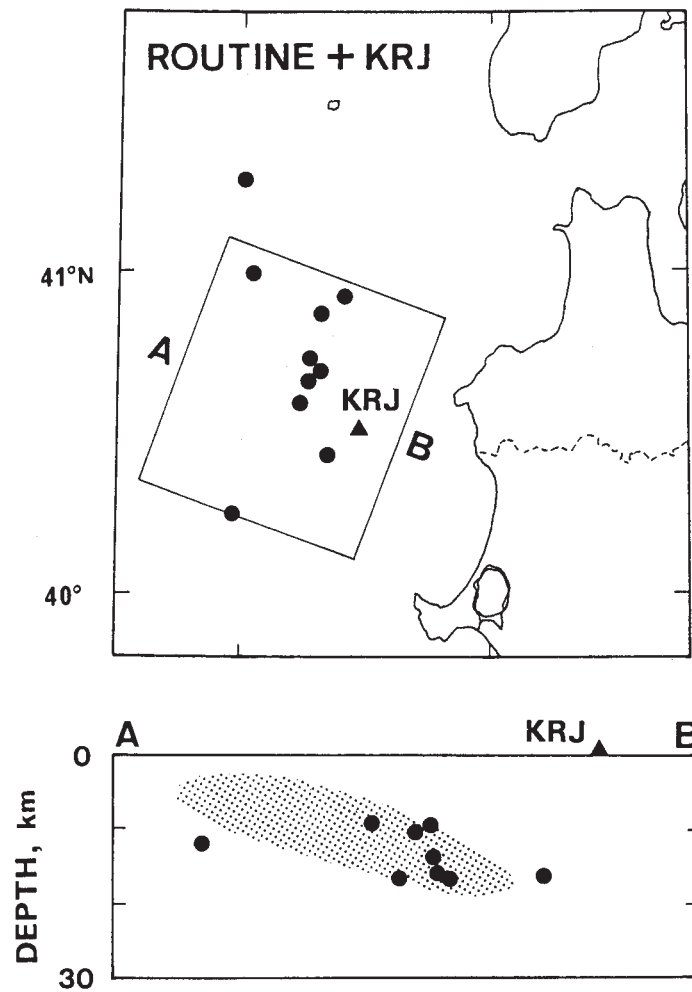 ROUTINE + KRJ
41°N
A
KRJ
B
40°
A
KRJ
B
0
DEPTH, km
30